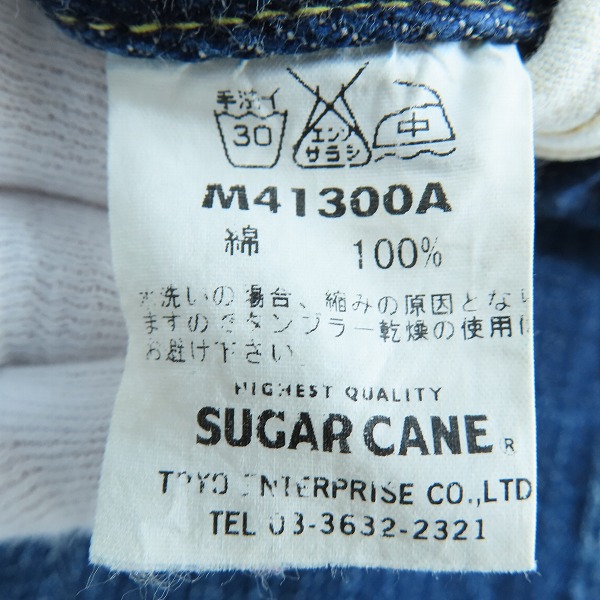 手洗イ
30
エンソ
サラシ
中
M41300A
綿 100%
水洗いの場合、縮みの原因となり
ますのでタンブラー乾燥の使用は
お避け下さい
HIGHEST QUALITY
SUGAR CANE ®
TOYO ENTERPRISE CO.,LTD
TEL 03-3632-2321